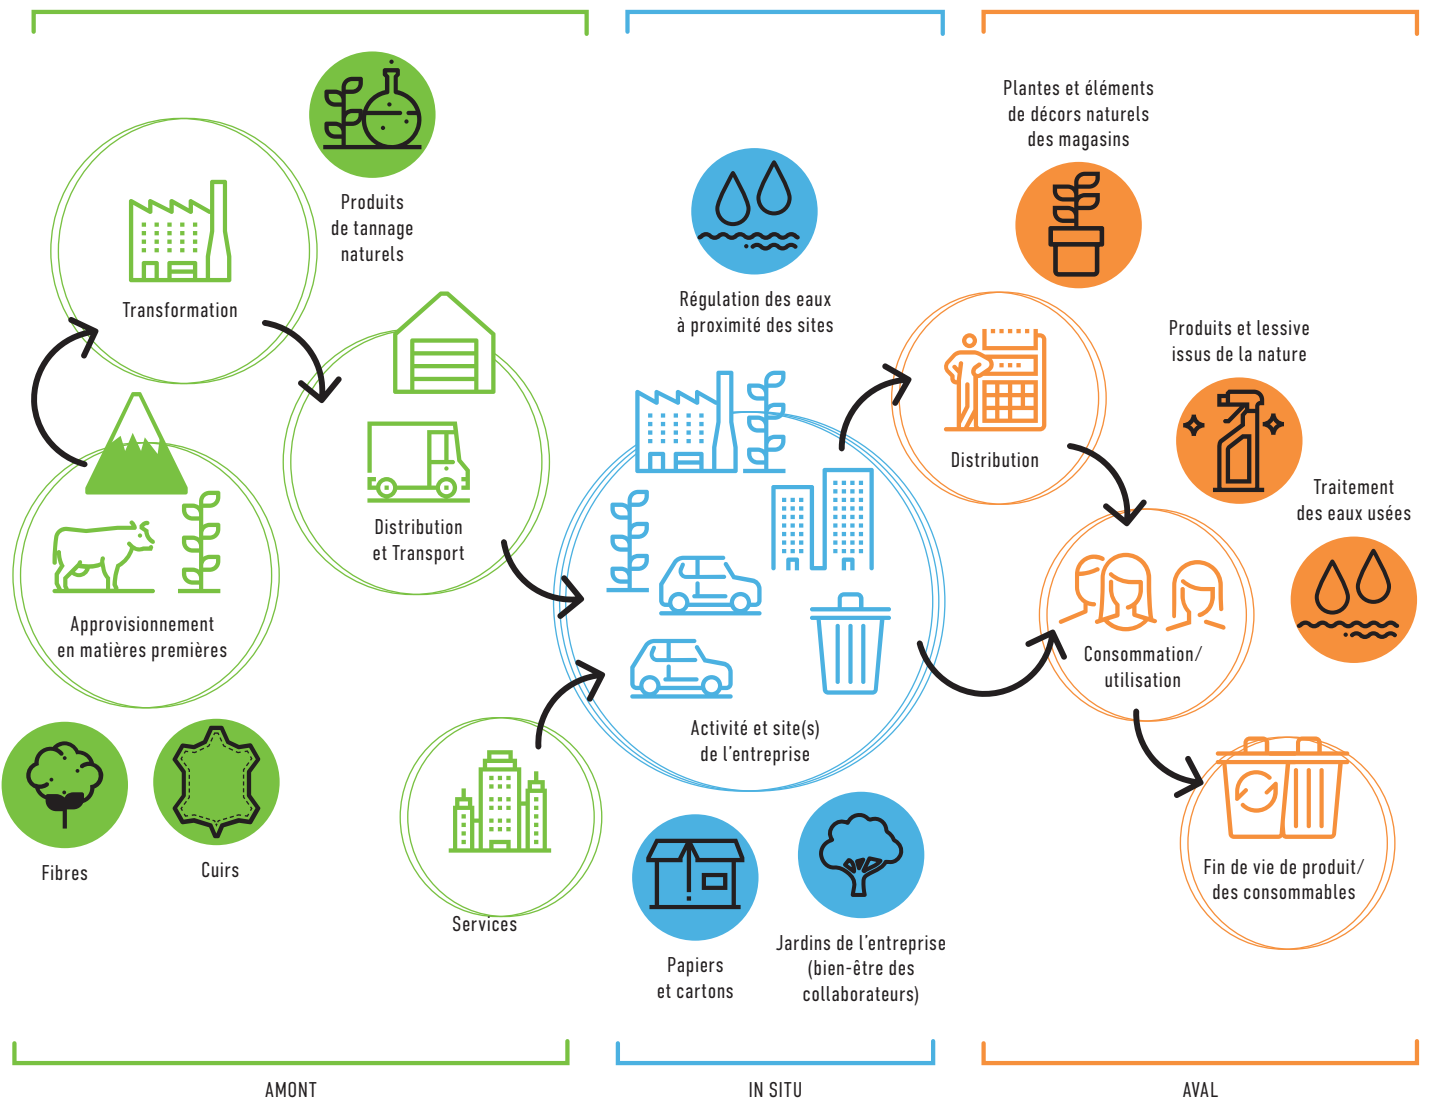 Produits
de tannage
naturels
Transformation
Distribution
et Transport
Approvisionnement
en matières premières
Fibres
Cuirs
Services
Régulation des eaux
à proximité des sites
Activité et site(s)
de l'entreprise
Papiers
et cartons
Jardins de l'entreprise
(bien-être des
collaborateurs)
Plantes et éléments
de décors naturels
des magasins
Distribution
Produits et lessive
issus de la nature
Traitement
des eaux usées
Consommation/
utilisation
Fin de vie de produit/
des consommables
AMONT
IN SITU
AVAL